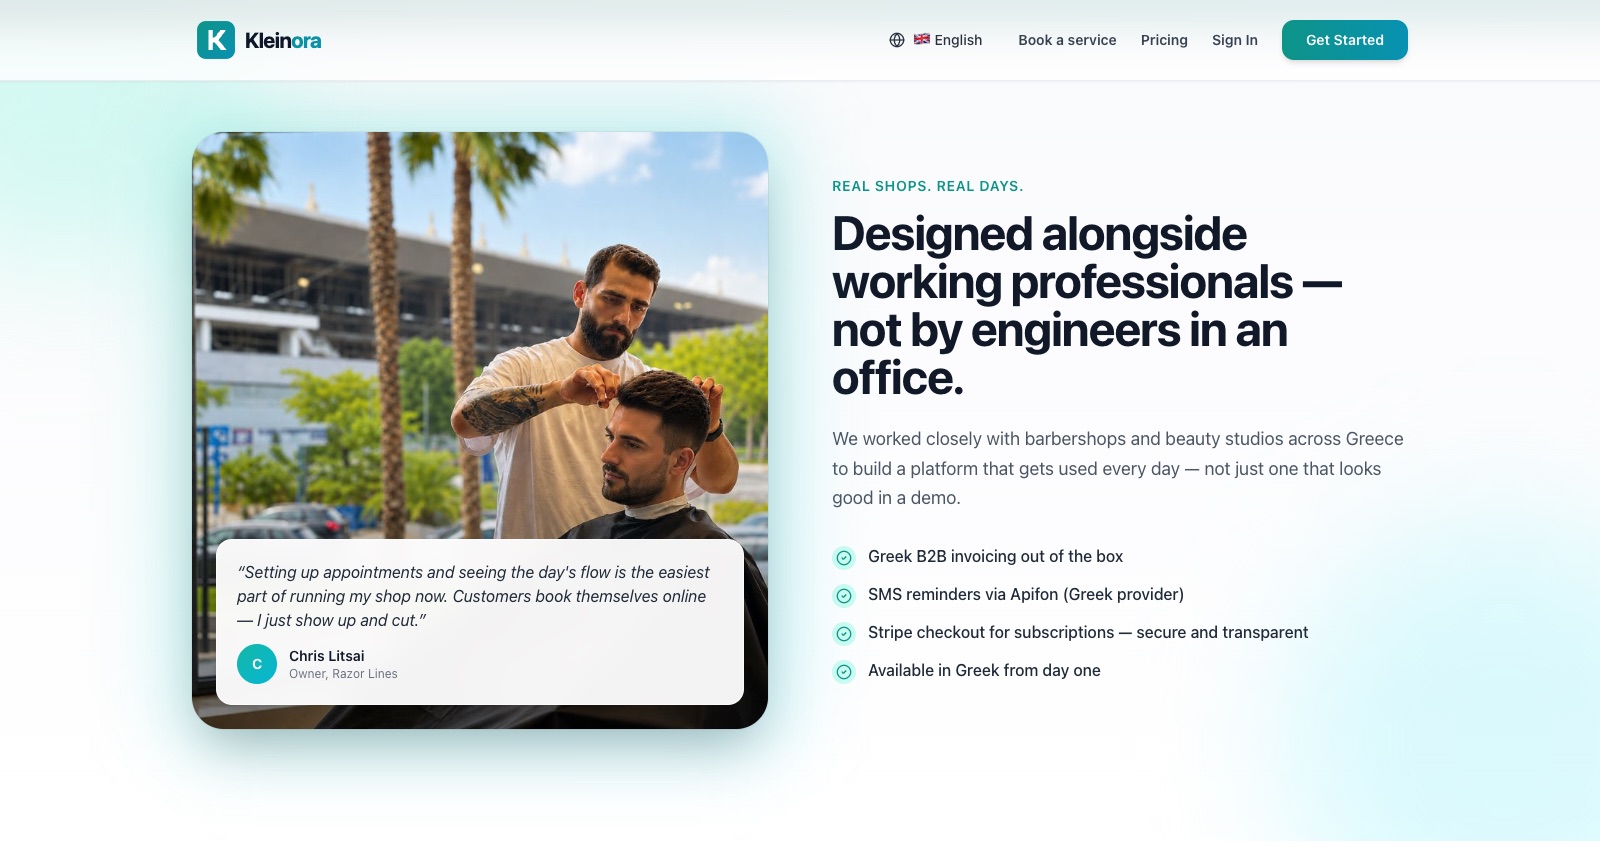 K Kleinora
🇬🇧 English Book a service Pricing Sign In Get Started
REAL SHOPS. REAL DAYS.
Designed alongside
working professionals —
not by engineers in an
office.
We worked closely with barbershops and beauty studios across Greece
to build a platform that gets used every day — not just one that looks
good in a demo.
Greek B2B invoicing out of the box
SMS reminders via Apifon (Greek provider)
Stripe checkout for subscriptions — secure and transparent
Available in Greek from day one
“Setting up appointments and seeing the day's flow is the easiest
part of running my shop now. Customers book themselves online
— I just show up and cut.”
C
Chris Litsai
Owner, Razor Lines